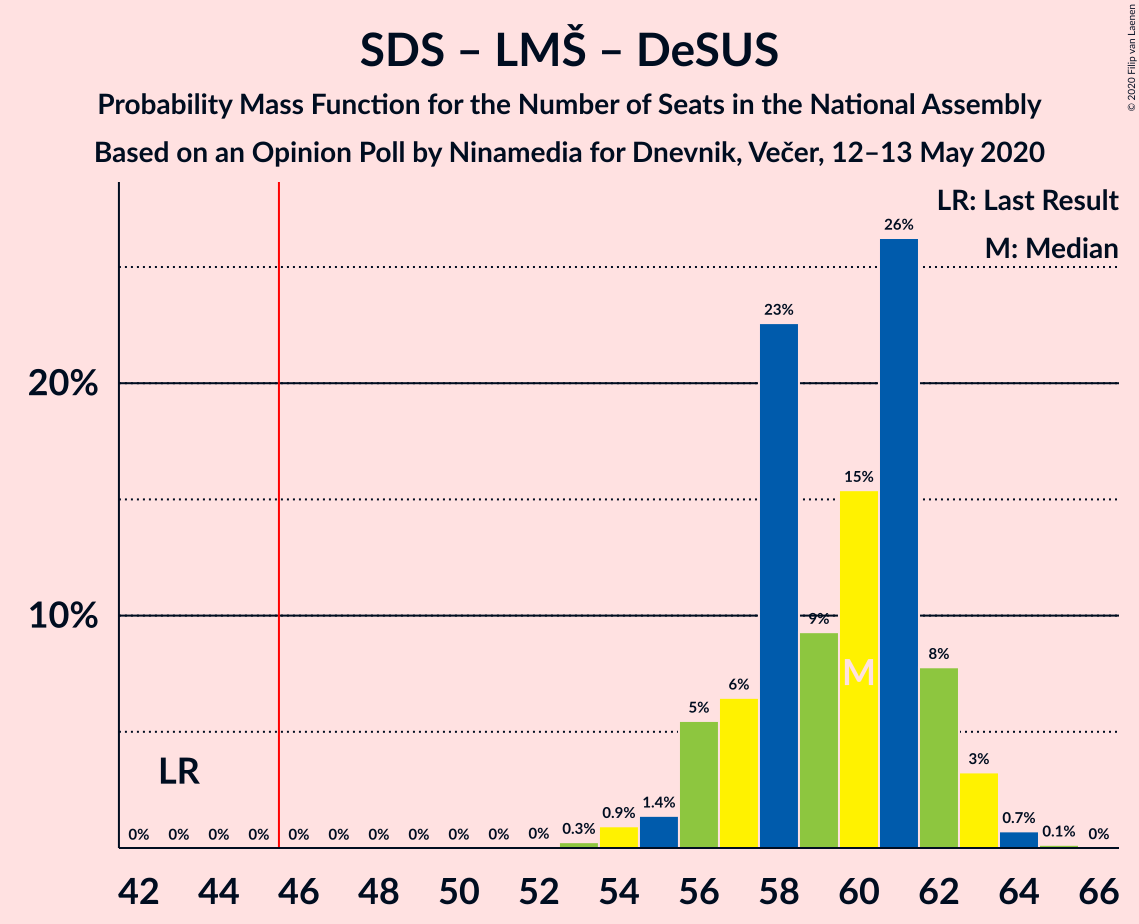 SDS – LMŠ – DeSUS
Probability Mass Function for the Number of Seats in the National Assembly
Based on an Opinion Poll by Ninamedia for Dnevnik, Večer, 12–13 May 2020
© 2020 Filip van Laenen
LR: Last Result
M: Median
26%
23%
20%
15%
10%
9%
8%
M
6%
5%
LR
3%
1.4%
0.9%
0.7%
0.3%
0.1%
0% 0% 0% 0% 0% 0% 0% 0% 0% 0% 0% 0%
42 44 46 48 50 52 54 56 58 60 62 64 66